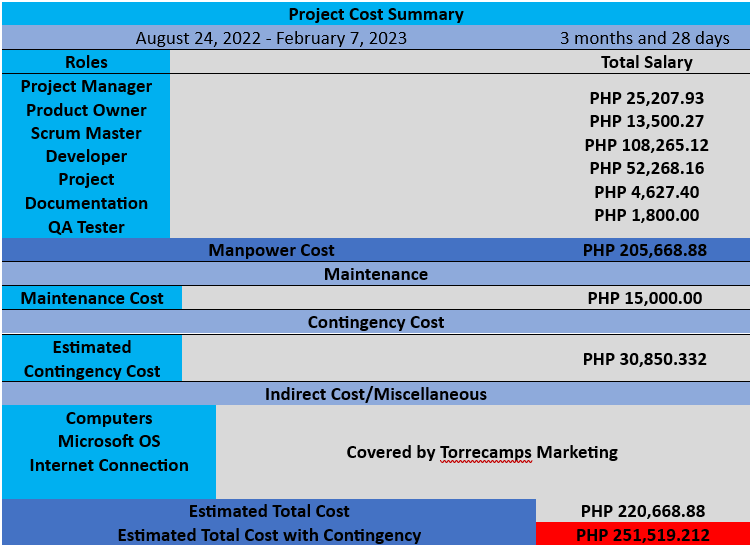 Project Cost Summary
August 24, 2022 - February 7, 2023 3 months and 28 days
Roles Total Salary
Project Manager
Product Owner
Scrum Master
Developer
Project
Documentation
QA Tester
PHP 25,207.93
PHP 13,500.27
PHP 108,265.12
PHP 52,268.16
PHP 4,627.40
PHP 1,800.00
Manpower Cost PHP 205,668.88
Maintenance
Maintenance Cost PHP 15,000.00
Contingency Cost
Estimated
Contingency Cost
PHP 30,850.332
Indirect Cost/Miscellaneous
Computers
Microsoft OS
Internet Connection
Covered by Torrecamps Marketing
Estimated Total Cost PHP 220,668.88
Estimated Total Cost with Contingency PHP 251,519.212